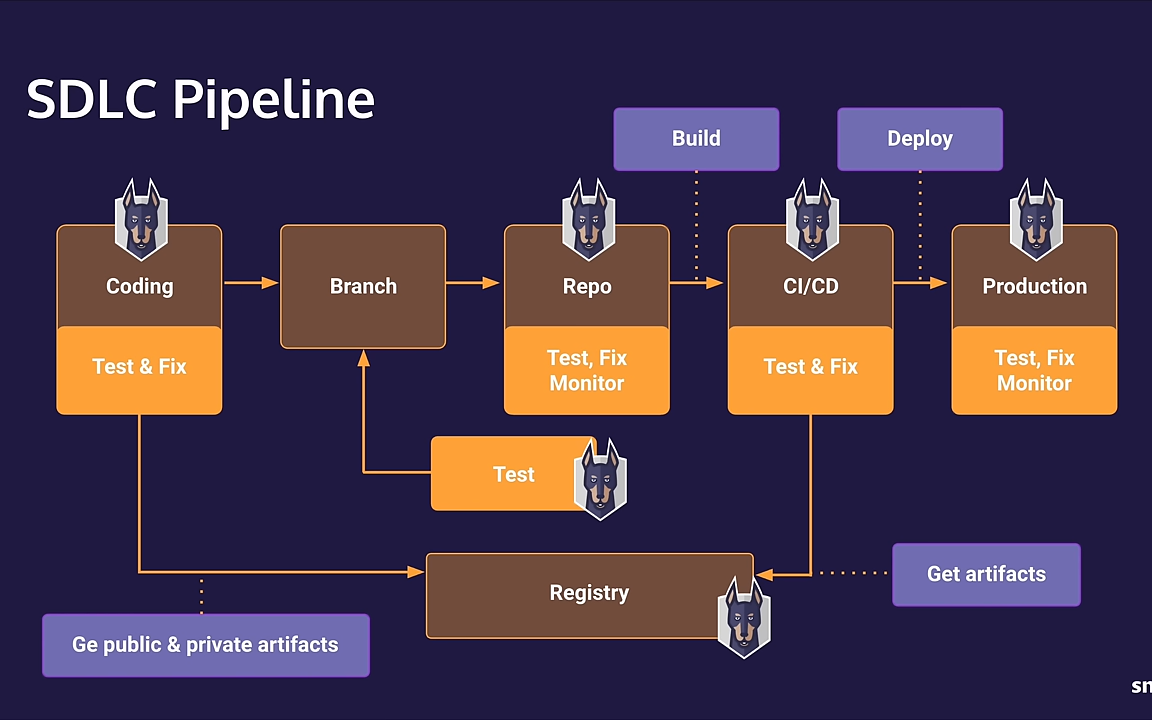 SDLC Pipeline
Build
Deploy
Coding
Branch
Repo
CI/CD
Production
Test & Fix
Test, Fix
Monitor
Test & Fix
Test, Fix
Monitor
Test
Registry
Get artifacts
Ge public & private artifacts
sn